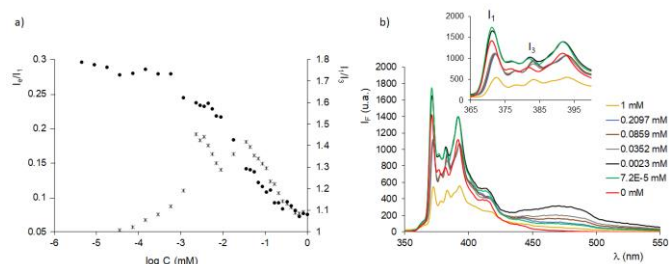 a)
b)
I₁
I₃
2000
1500
1000
500
0
365 375 385 395
0.3
0.25
0.2
0.15
0.1
0.05
Iₑ/I₁
1.8
1.7
1.6
1.5
1.4
1.3
1.2
1.1
1
I₁/I₃
-6 -5 -4 -3 -2 -1 0
log C (mM)
2000
1800
1600
1400
1200
1000
800
600
400
200
0
I_F (u.a.)
350 400 450 500 550
λ (nm)
1 mM
0.2097 mM
0.0859 mM
0.0352 mM
0.0023 mM
7.2E-5 mM
0 mM